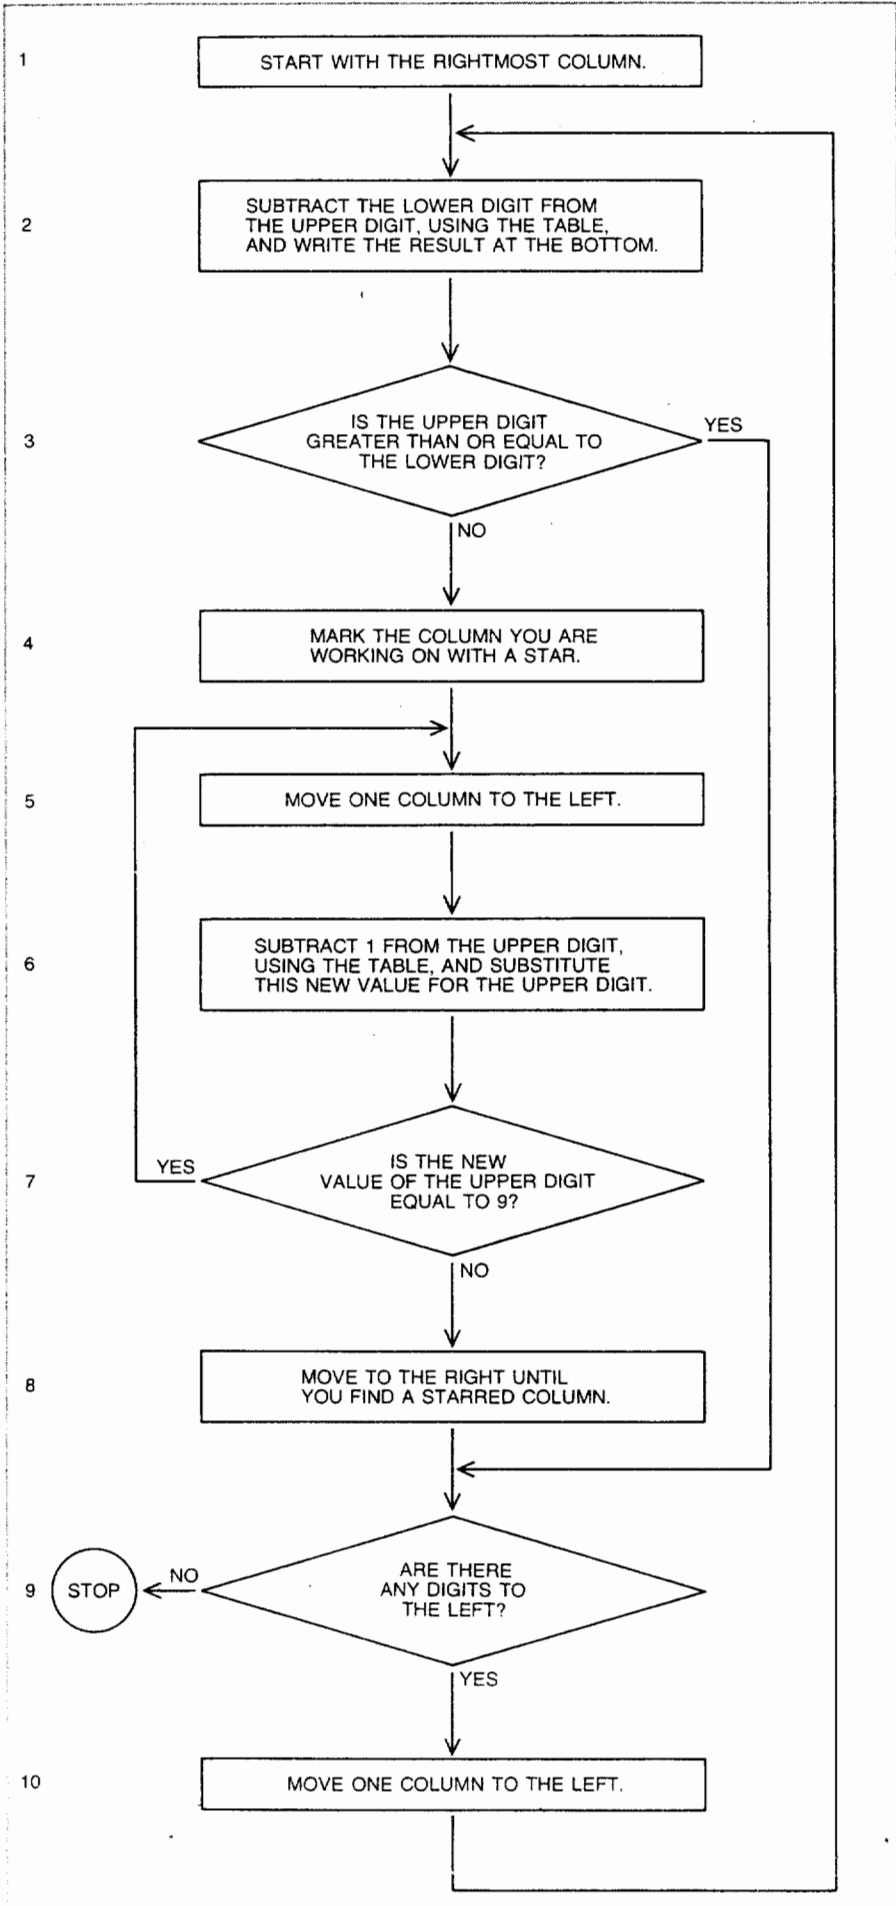 1
START WITH THE RIGHTMOST COLUMN.
2
SUBTRACT THE LOWER DIGIT FROM
THE UPPER DIGIT, USING THE TABLE,
AND WRITE THE RESULT AT THE BOTTOM.
3
IS THE UPPER DIGIT
GREATER THAN OR EQUAL TO
THE LOWER DIGIT?
YES
NO
4
MARK THE COLUMN YOU ARE
WORKING ON WITH A STAR.
5
MOVE ONE COLUMN TO THE LEFT.
6
SUBTRACT 1 FROM THE UPPER DIGIT,
USING THE TABLE, AND SUBSTITUTE
THIS NEW VALUE FOR THE UPPER DIGIT.
7
YES
IS THE NEW
VALUE OF THE UPPER DIGIT
EQUAL TO 9?
NO
8
MOVE TO THE RIGHT UNTIL
YOU FIND A STARRED COLUMN.
9
STOP
NO
ARE THERE
ANY DIGITS TO
THE LEFT?
YES
10
MOVE ONE COLUMN TO THE LEFT.